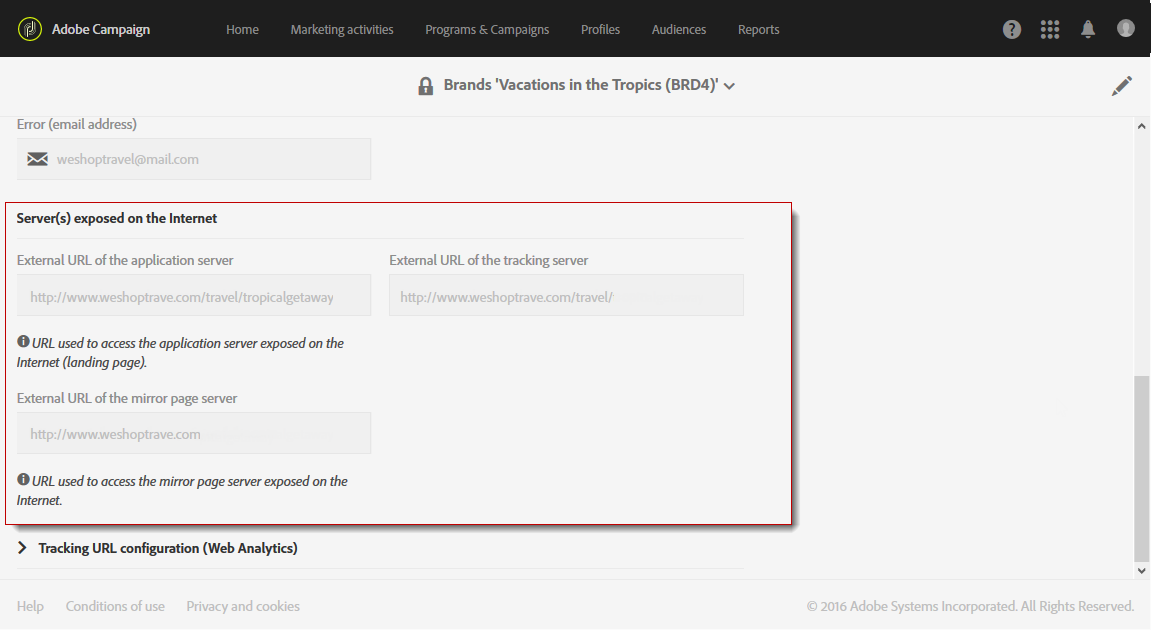 Adobe Campaign Home Marketing activities Programs & Campaigns Profiles Audiences Reports
Brands 'Vacations in the Tropics (BRD4)'
Error (email address)
weshoptravel@mail.com
Server(s) exposed on the Internet
External URL of the application server External URL of the tracking server
http://www.weshoptrave.com/travel/tropicalgetaway http://www.weshoptrave.com/travel/
URL used to access the application server exposed on the
Internet (landing page).
External URL of the mirror page server
http://www.weshoptrave.com
URL used to access the mirror page server exposed on the
Internet.
Tracking URL configuration (Web Analytics)
Help Conditions of use Privacy and cookies © 2016 Adobe Systems Incorporated. All Rights Reserved.